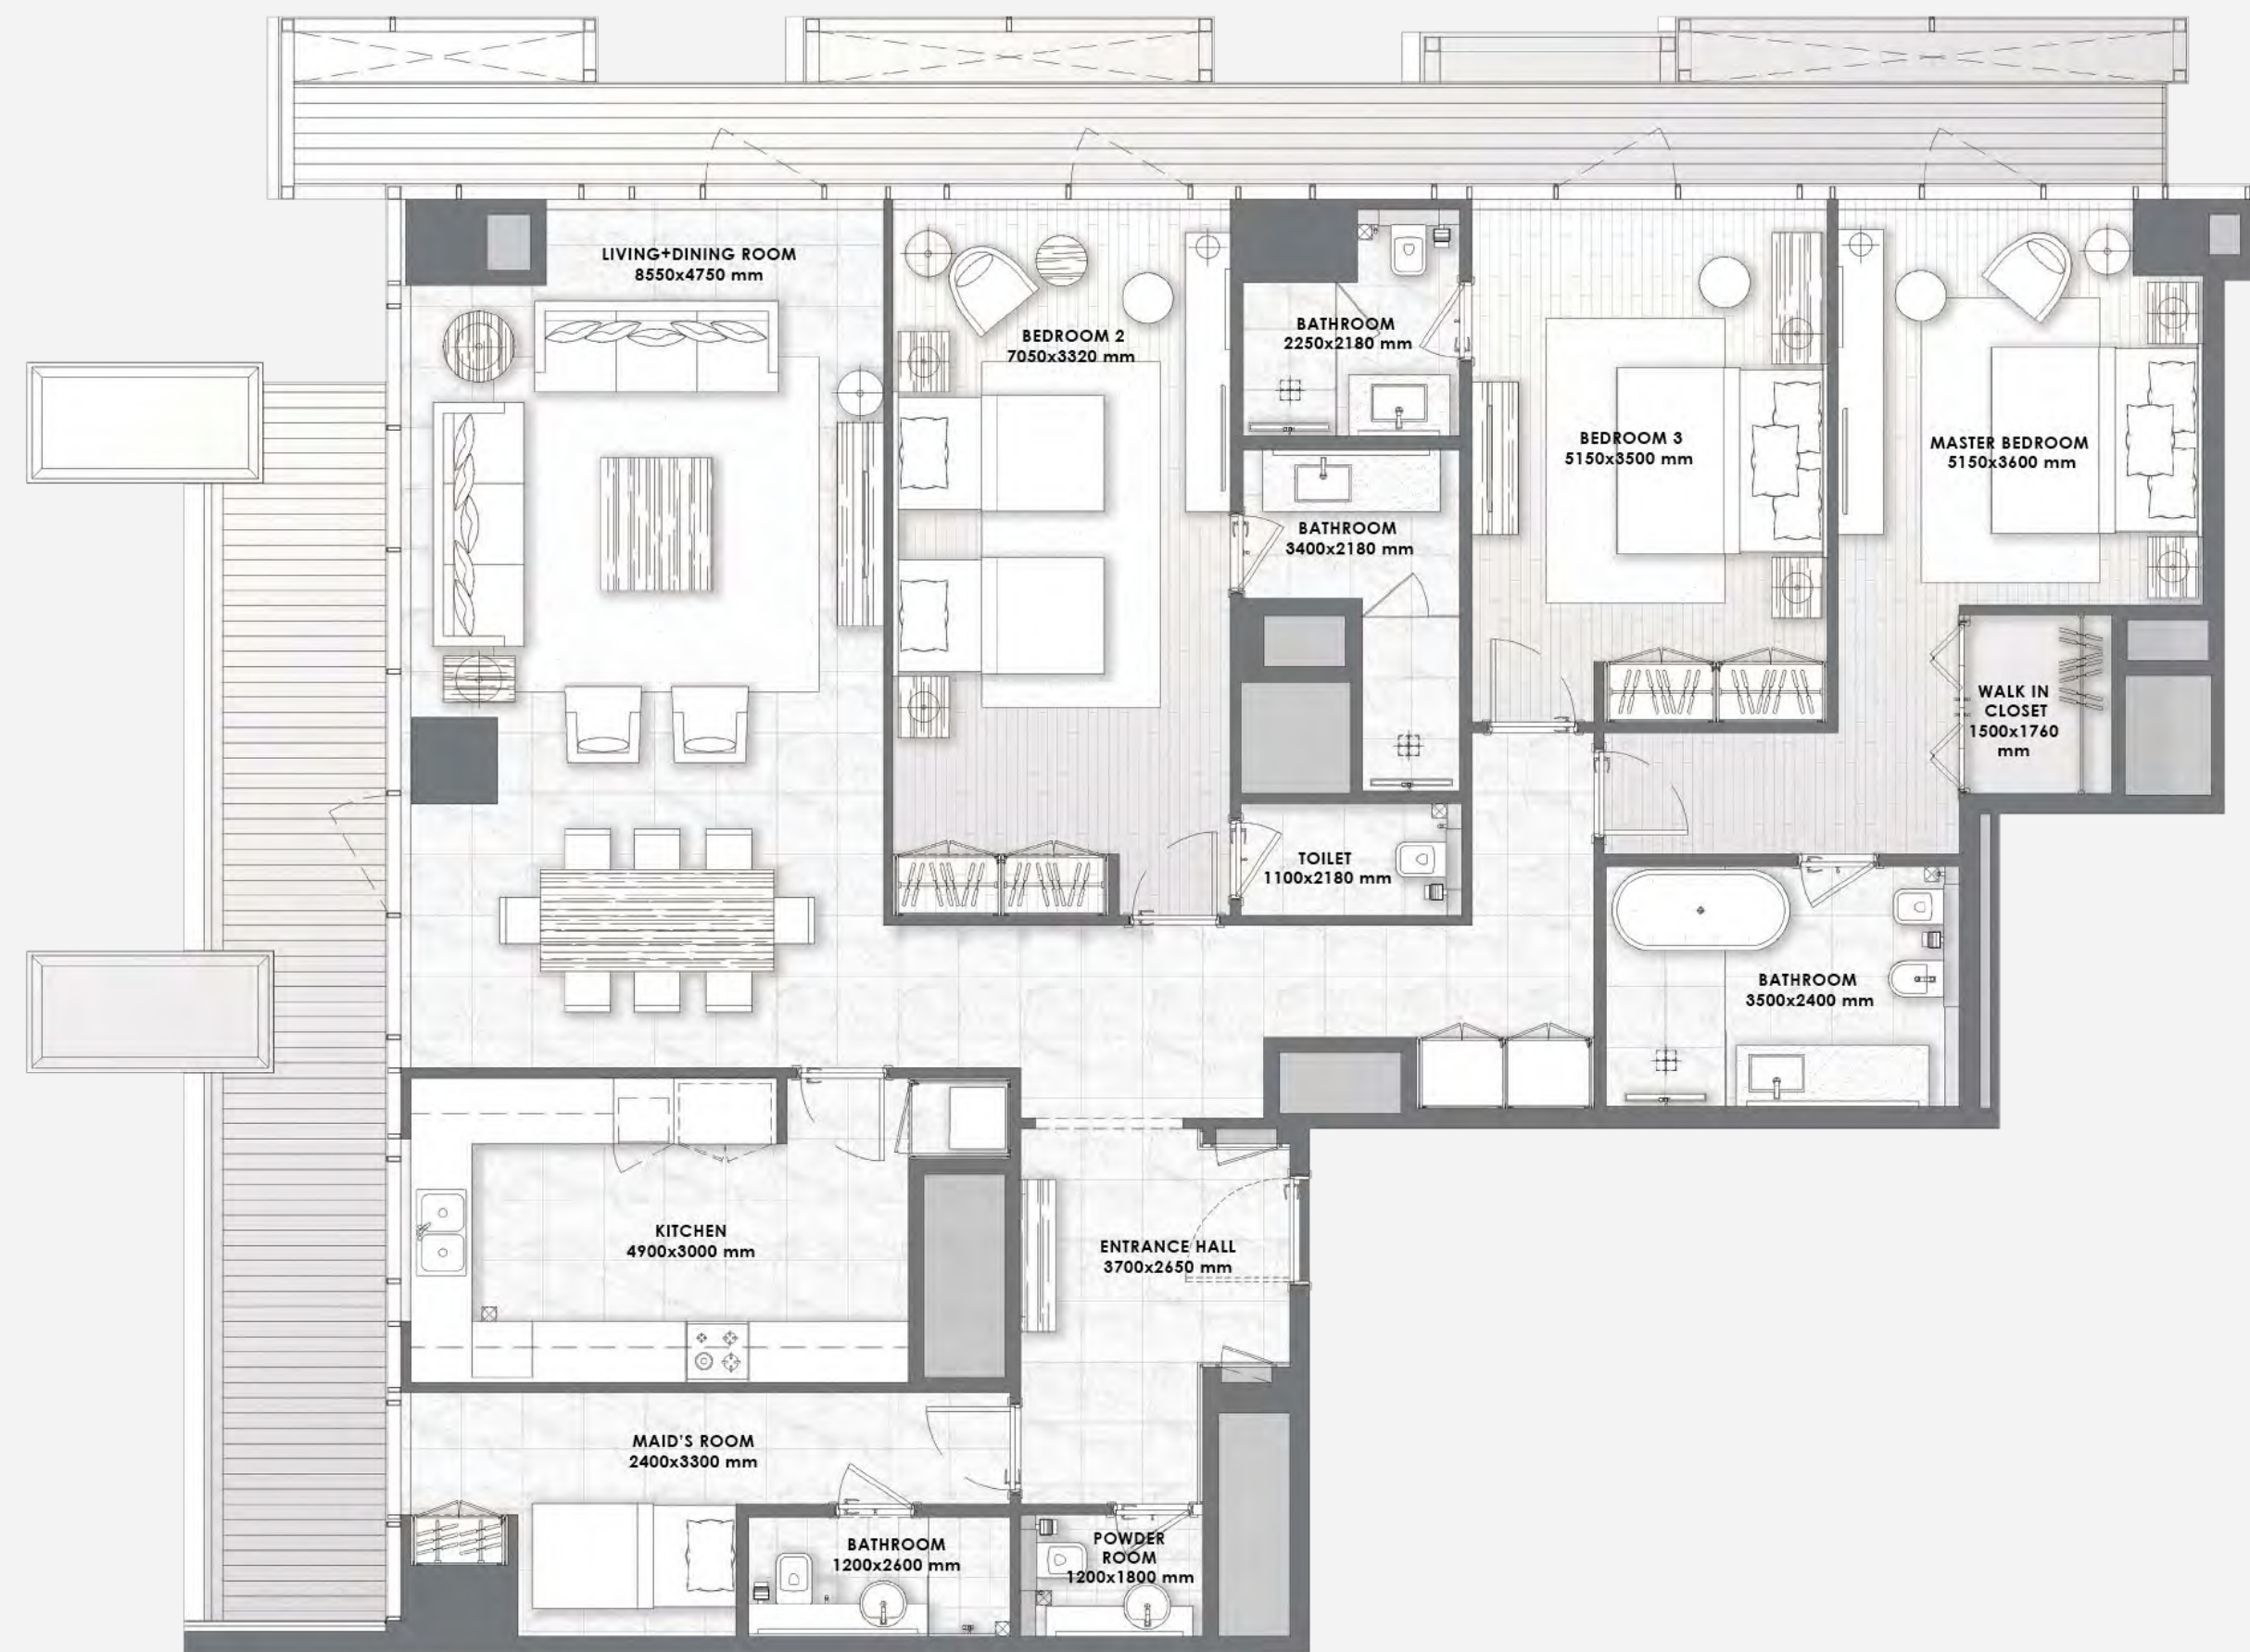 LIVING+DINING ROOM
8550x4750 mm
BEDROOM 2
7050x3320 mm
BATHROOM
2250x2180 mm
BEDROOM 3
5150x3500 mm
MASTER BEDROOM
5150x3600 mm
BATHROOM
3400x2180 mm
WALK IN
CLOSET
1500x1760
mm
TOILET
1100x2180 mm
BATHROOM
3500x2400 mm
KITCHEN
4900x3000 mm
ENTRANCE HALL
3700x2650 mm
MAID'S ROOM
2400x3300 mm
BATHROOM
1200x2600 mm
POWDER
ROOM
1200x1800 mm